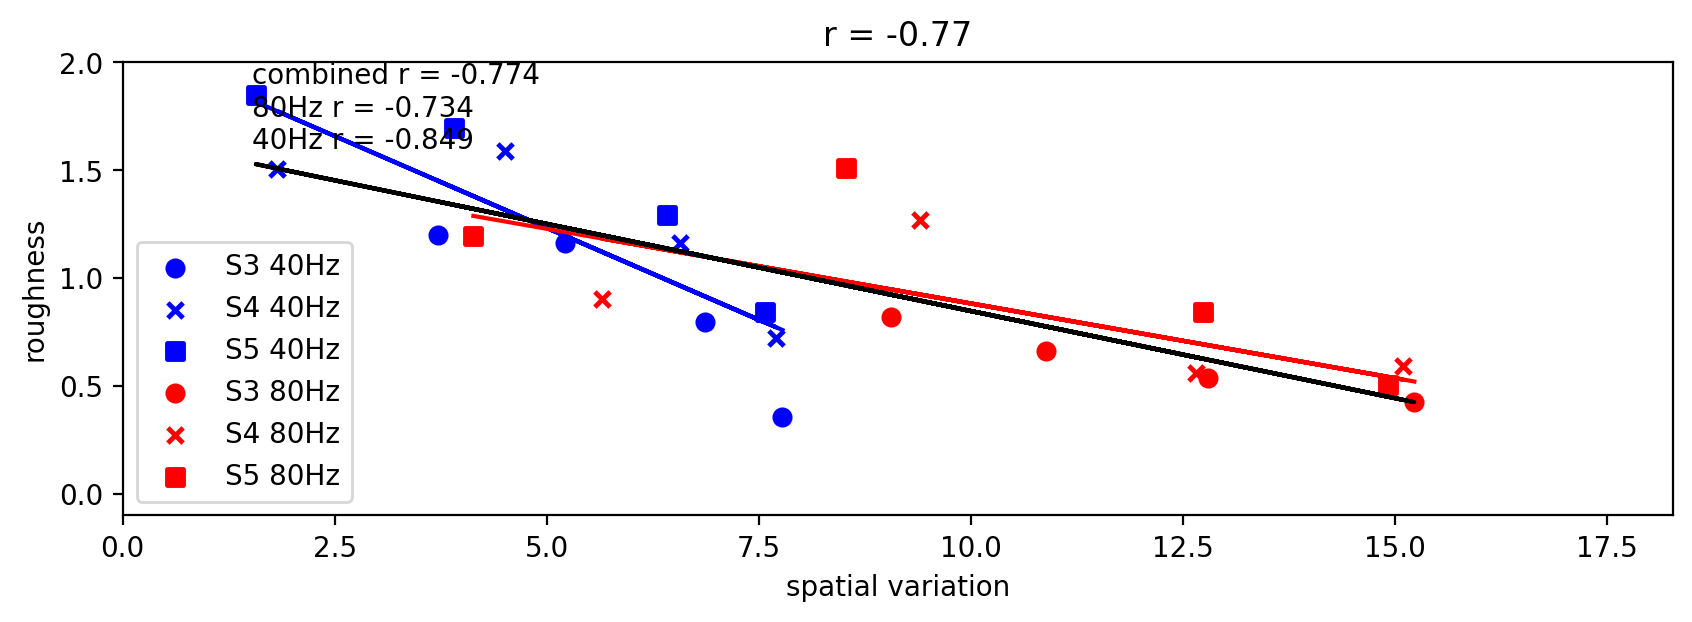 r = -0.77
combined r = -0.774
80Hz r = -0.734
40Hz r = -0.849
2.0
1.5
1.0
0.5
0.0
roughness
S3 40Hz
S4 40Hz
S5 40Hz
S3 80Hz
S4 80Hz
S5 80Hz
0.0 2.5 5.0 7.5 10.0 12.5 15.0 17.5
spatial variation